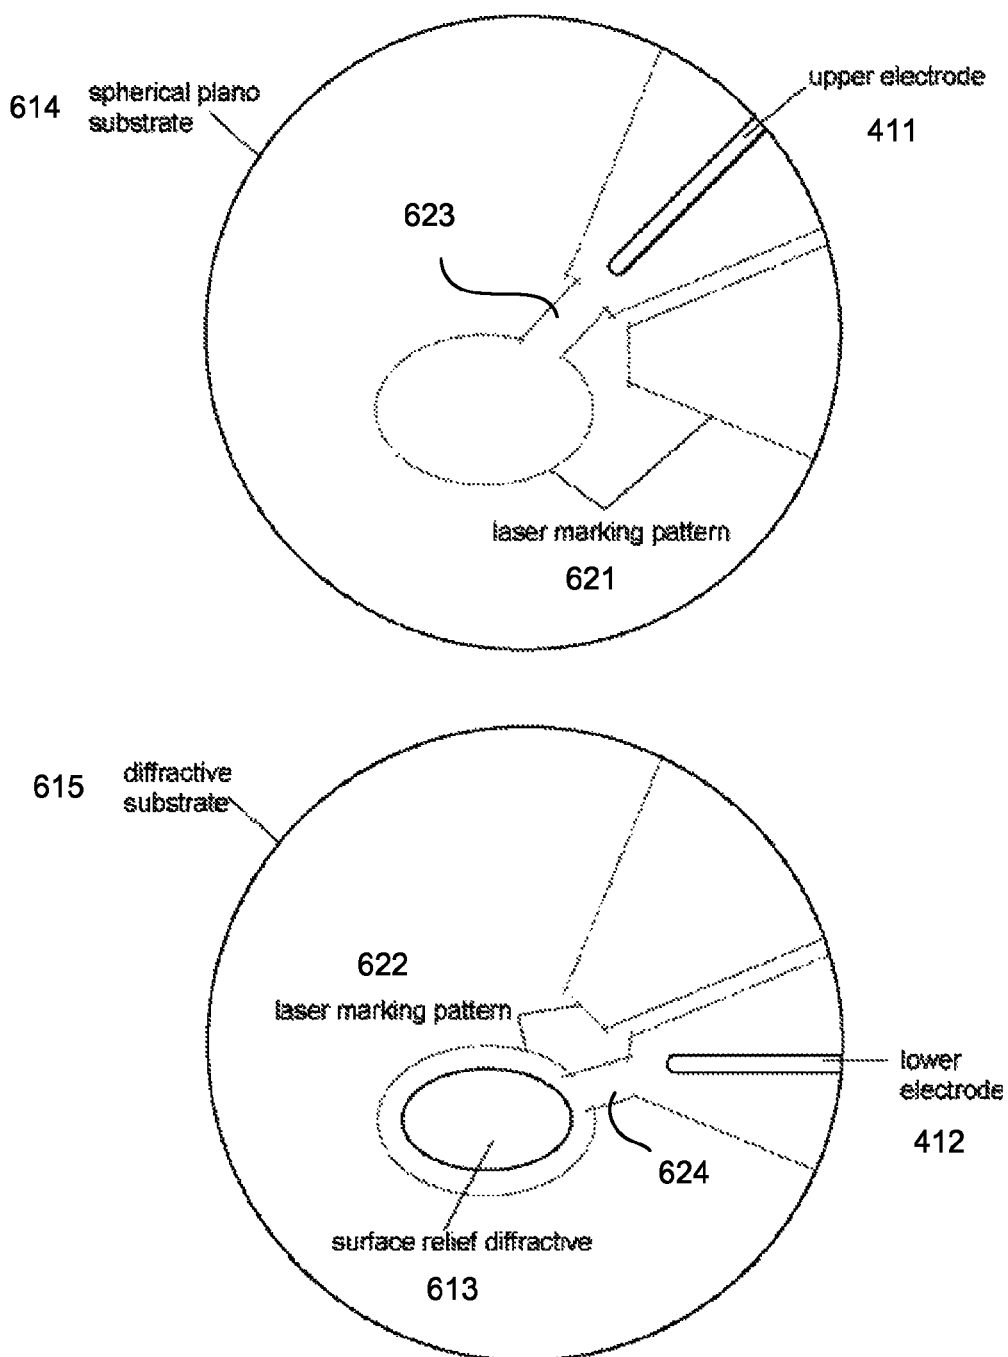 614 spherical plano
substrate
upper electrode
411
623
laser marking pattern
621
615 diffractive
substrate
622
laser marking pattern
lower
electrode
412
624
surface relief diffractive
613